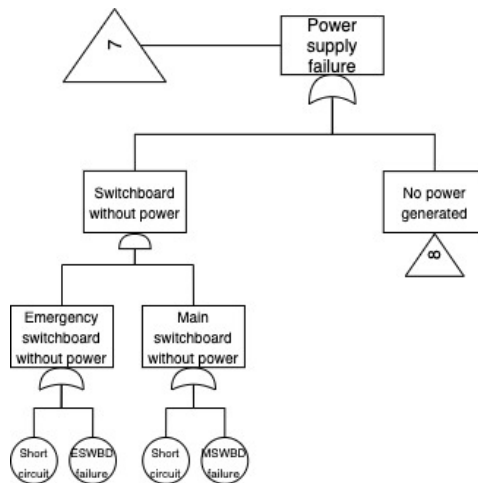 7
Power
supply
failure
Switchboard
without power
No power
generated
8
Emergency
switchboard
without power
Main
switchboard
without power
Short
circuit
ESWBD
failure
Short
circuit
MSWBD
failure